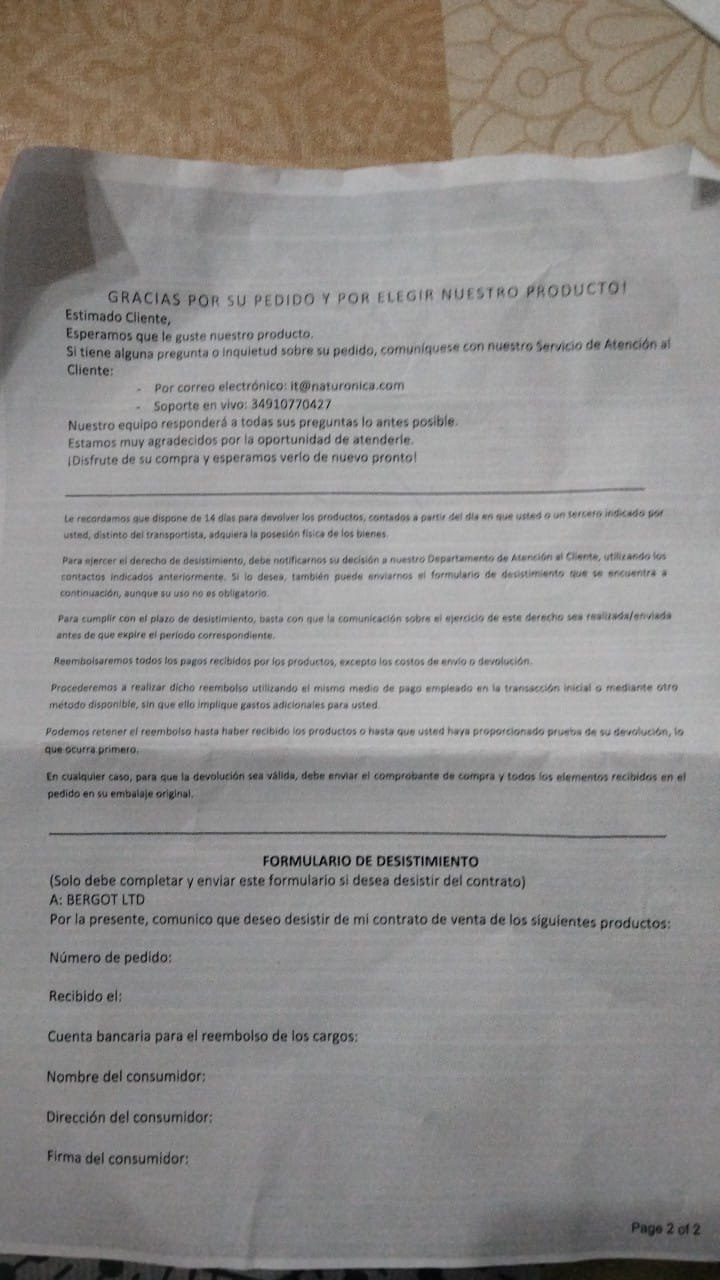 GRACIAS POR SU PEDIDO Y POR ELEGIR NUESTRO PRODUCTO!
Estimado Cliente,
Esperamos que le guste nuestro producto.
Si tiene alguna pregunta o inquietud sobre su pedido, comuníquese con nuestro Servicio de Atención al
Cliente:
- Por correo electrónico: it@naturonica.com
- Soporte en vivo: 34910770427
Nuestro equipo responderá a todas sus preguntas lo antes posible.
Estamos muy agradecidos por la oportunidad de atenderle.
¡Disfrute de su compra y esperamos verlo de nuevo pronto!
Le recordamos que dispone de 14 días para devolver los productos, contados a partir del día en que usted o un tercero indicado por
usted, distinto del transportista, adquiera la posesión física de los bienes.
Para ejercer el derecho de desistimiento, debe notificarnos su decisión a nuestro Departamento de Atención al Cliente, utilizando los
contactos indicados anteriormente. Si lo desea, también puede enviarnos el formulario de desistimiento que se encuentra a
continuación, aunque su uso no es obligatorio.
Para cumplir con el plazo de desistimiento, basta con que la comunicación sobre el ejercicio de este derecho sea realizada/enviada
antes de que expire el período correspondiente.
Reembolsaremos todos los pagos recibidos por los productos, excepto los costos de envío o devolución.
Procederemos a realizar dicho reembolso utilizando el mismo medio de pago empleado en la transacción inicial o mediante otro
método disponible, sin que ello implique gastos adicionales para usted.
Podemos retener el reembolso hasta haber recibido los productos o hasta que usted haya proporcionado prueba de su devolución, lo
que ocurra primero.
En cualquier caso, para que la devolución sea válida, debe enviar el comprobante de compra y todos los elementos recibidos en el
pedido en su embalaje original.
FORMULARIO DE DESISTIMIENTO
(Solo debe completar y enviar este formulario si desea desistir del contrato)
A: BERGOT LTD
Por la presente, comunico que deseo desistir de mi contrato de venta de los siguientes productos:
Número de pedido:
Recibido el:
Cuenta bancaria para el reembolso de los cargos:
Nombre del consumidor:
Dirección del consumidor:
Firma del consumidor:
Page 2 of 2